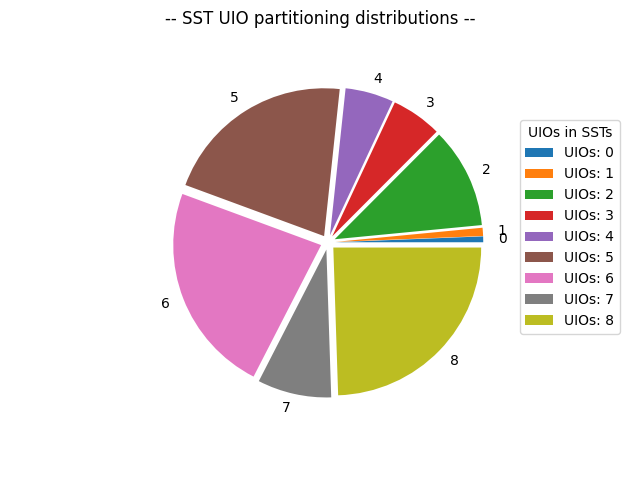 -- SST UIO partitioning distributions --
4
5
3
2
1
0
6
7
8
UIOs in SSTs
UIOs: 0
UIOs: 1
UIOs: 2
UIOs: 3
UIOs: 4
UIOs: 5
UIOs: 6
UIOs: 7
UIOs: 8